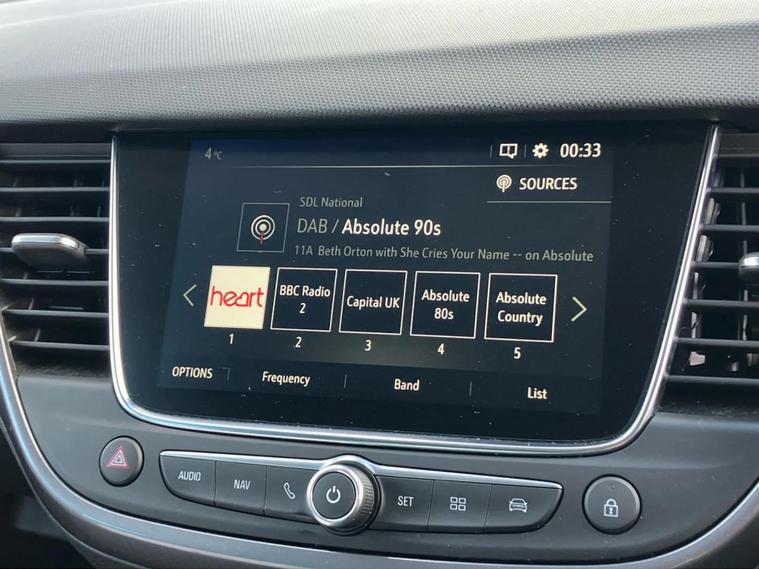 4°C 00:33
SOURCES
SDL National
DAB / Absolute 90s
11A Beth Orton with She Cries Your Name -- on Absolute
heart
BBC Radio
2
Capital UK
Absolute
80s
Absolute
Country
1 2 3 4 5
OPTIONS Frequency Band List
AUDIO NAV SET